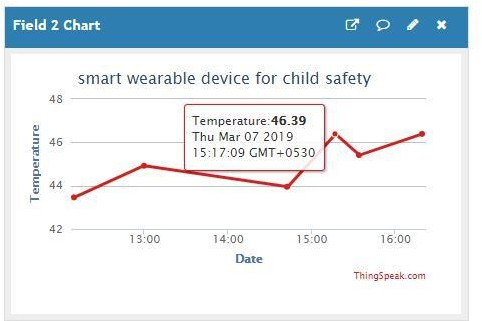 Field 2 Chart
smart wearable device for child safety
48
46
44
42
Temperature
Temperature:46.39
Thu Mar 07 2019
15:17:09 GMT+0530
13:00 14:00 15:00 16:00
Date
ThingSpeak.com